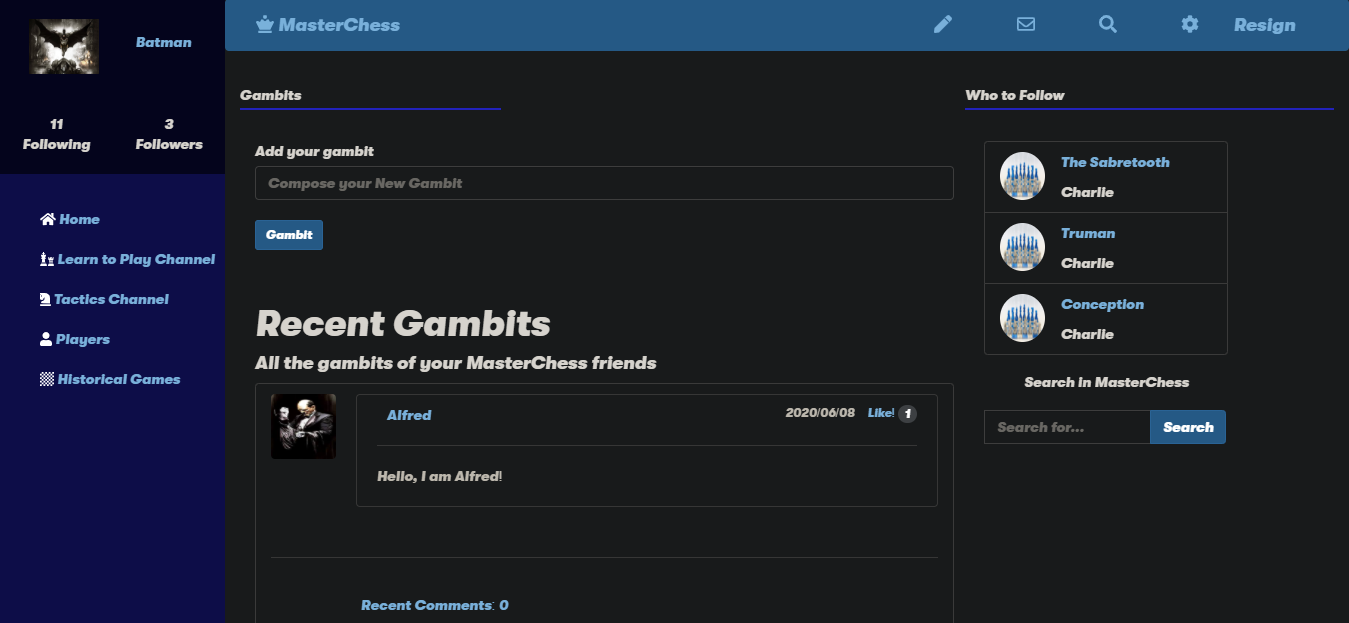 Batman
11
Following
3
Followers
Home
Learn to Play Channel
Tactics Channel
Players
Historical Games
MasterChess
Resign
Gambits
Add your gambit
Compose your New Gambit
Gambit
Recent Gambits
All the gambits of your MasterChess friends
Alfred
2020/06/08 Like! 1
Hello, I am Alfred!
Recent Comments: 0
Who to Follow
The Sabretooth
Charlie
Truman
Charlie
Conception
Charlie
Search in MasterChess
Search for...
Search